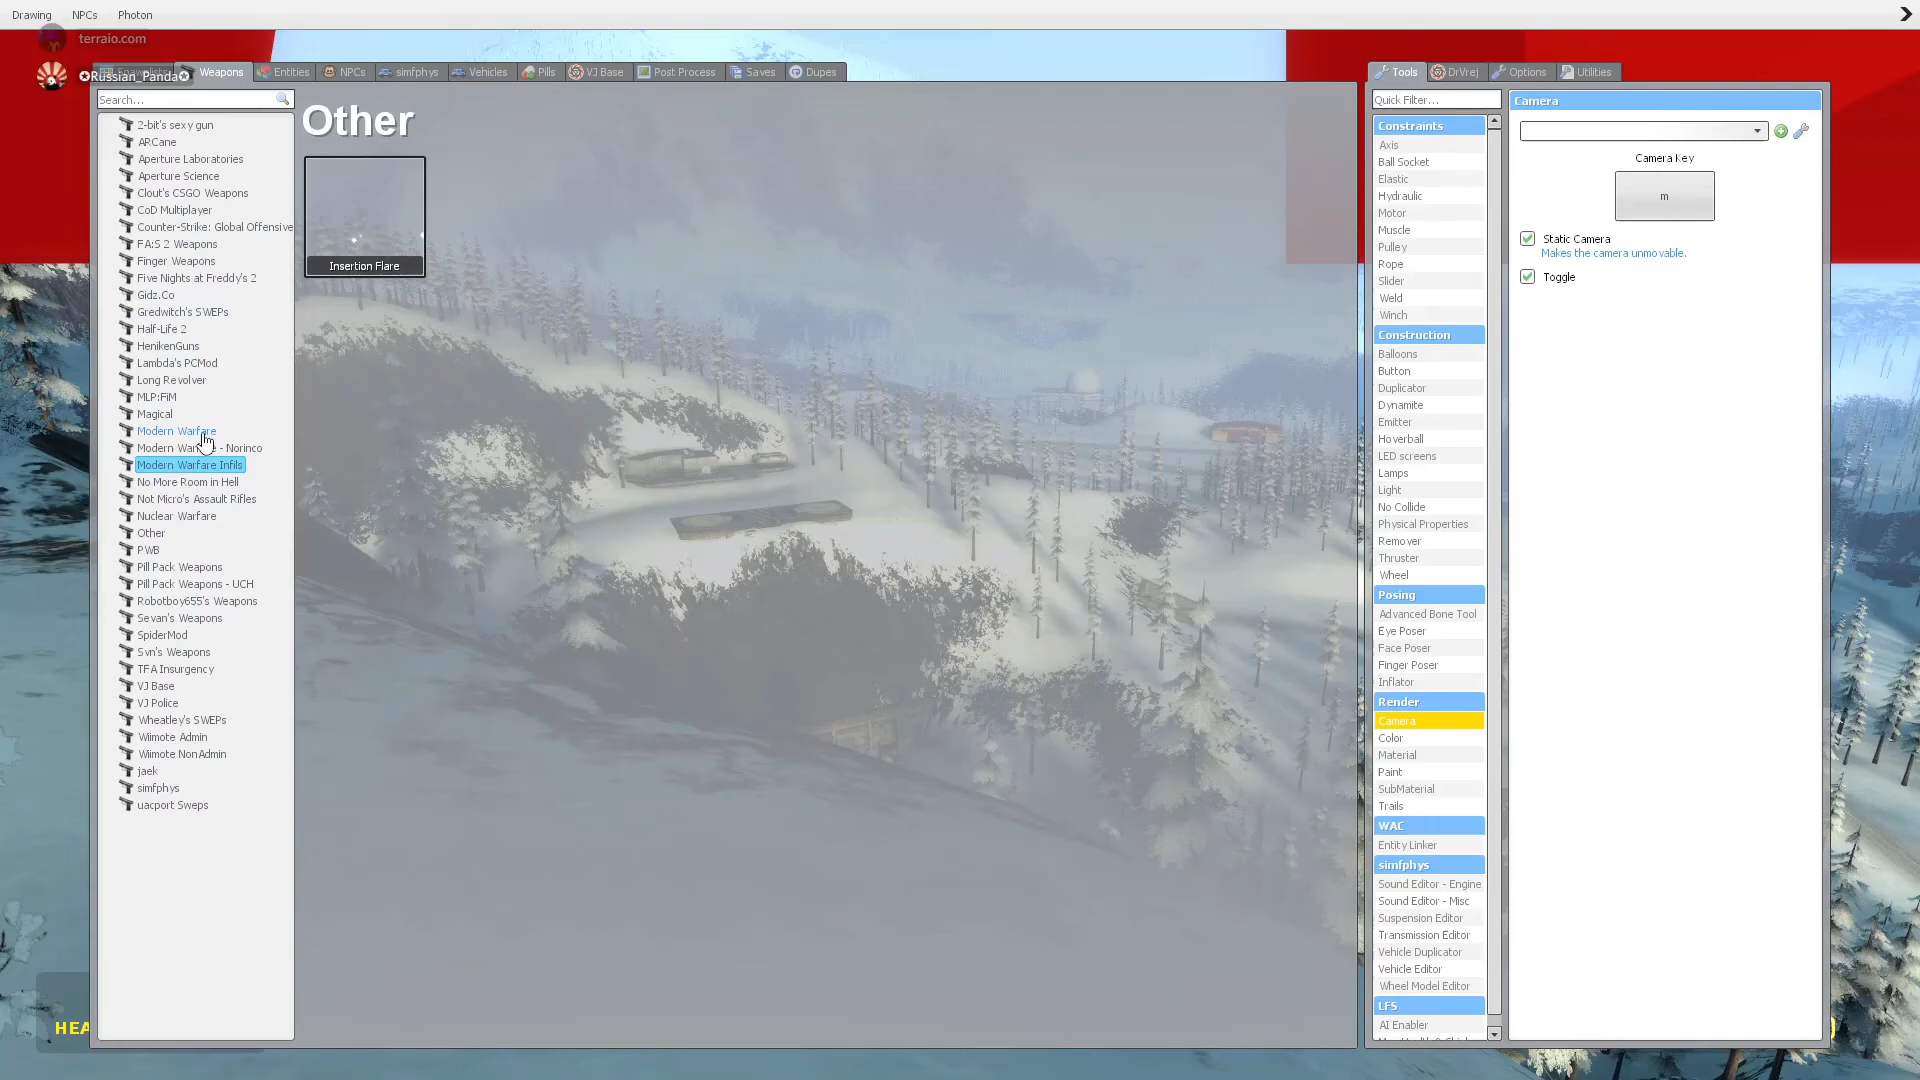 Drawing
NPCs
Photon
terraio.com
✪Russian_Panda✪
Weapons
Entities
NPCs
simfphys
Vehicles
Pills
VJ Base
Post Process
Saves
Dupes
Search...
2-bit's sexy gun
ARCane
Aperture Laboratories
Aperture Science
Clout's CSGO Weapons
CoD Multiplayer
Counter-Strike: Global Offensive
FA:S 2 Weapons
Finger Weapons
Five Nights at Freddy's 2
Gidz.Co
Gredwitch's SWEPs
Half-Life 2
HenikenGuns
Lambda's PCMod
Long Revolver
MLP:FiM
Magical
Modern Warfare
Modern Warfare - Norinco
Modern Warfare Infils
No More Room in Hell
Not Micro's Assault Rifles
Nuclear Warfare
Other
PWB
Pill Pack Weapons
Pill Pack Weapons - UCH
Robotboy655's Weapons
Sevan's Weapons
SpiderMod
Svn's Weapons
TFA Insurgency
VJ Base
VJ Police
Wheatley's SWEPs
Wiimote Admin
Wiimote NonAdmin
jaek
simfphys
uacport Sweps
HEA
Other
Insertion Flare
Tools
DrVrej
Options
Utilities
Quick Filter...
Constraints
Axis
Ball Socket
Elastic
Hydraulic
Motor
Muscle
Pulley
Rope
Slider
Weld
Winch
Construction
Balloons
Button
Duplicator
Dynamite
Emitter
Hoverball
LED screens
Lamps
Light
No Collide
Physical Properties
Remover
Thruster
Wheel
Posing
Advanced Bone Tool
Eye Poser
Face Poser
Finger Poser
Inflator
Render
Camera
Color
Material
Paint
SubMaterial
Trails
WAC
Entity Linker
simfphys
Sound Editor - Engine
Sound Editor - Misc
Suspension Editor
Transmission Editor
Vehicle Duplicator
Vehicle Editor
Wheel Model Editor
LFS
AI Enabler
Camera
Camera Key
m
Static Camera
Makes the camera unmovable.
Toggle